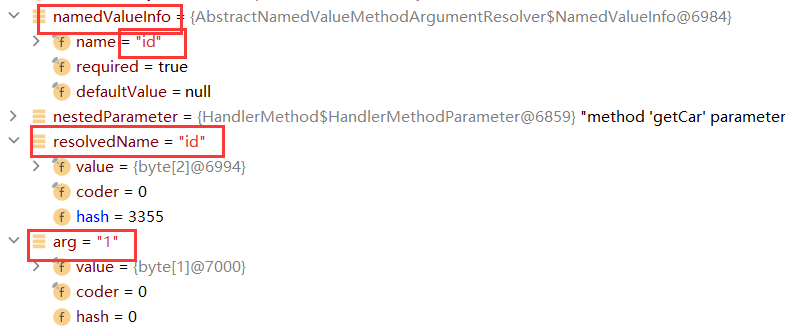 namedValueInfo = {AbstractNamedValueMethodArgumentResolver$NamedValueInfo@6984}
f name = "id"
f required = true
f defaultValue = null
nestedParameter = {HandlerMethod$HandlerMethodParameter@6859} "method 'getCar' parameter
resolvedName = "id"
f value = {byte[2]@6994}
f coder = 0
f hash = 3355
arg = "1"
f value = {byte[1]@7000}
f coder = 0
f hash = 0